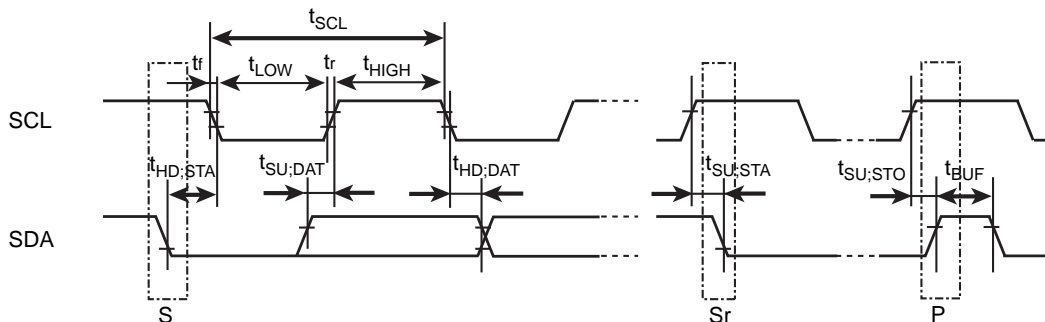 tSCL
tf tLOW tr tHIGH
SCL
tHD;STA tSU;DAT tHD;DAT tSU;STA tSU;STO tBUF
SDA
S Sr P